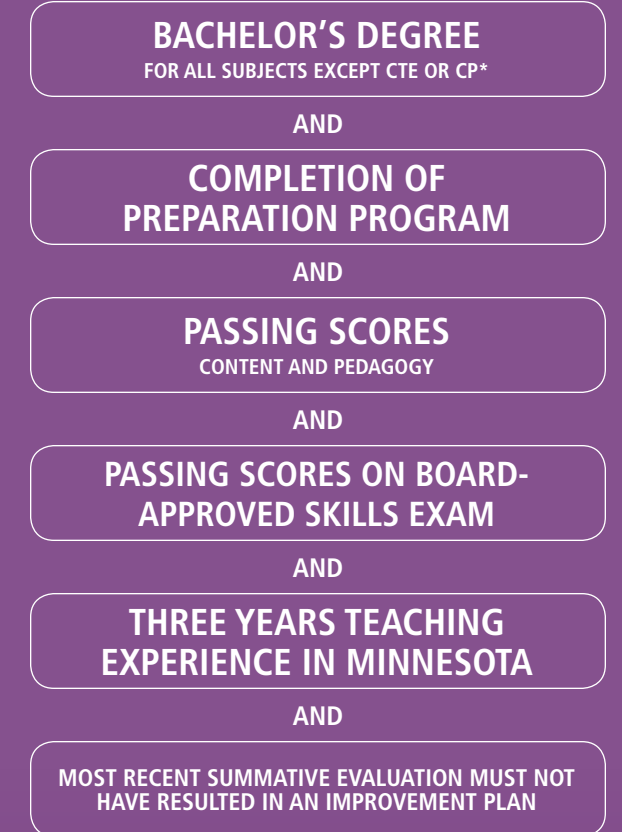 BACHELOR’S DEGREE
FOR ALL SUBJECTS EXCEPT CTE OR CP*
AND
COMPLETION OF
PREPARATION PROGRAM
AND
PASSING SCORES
CONTENT AND PEDAGOGY
AND
PASSING SCORES ON BOARD-
APPROVED SKILLS EXAM
AND
THREE YEARS TEACHING
EXPERIENCE IN MINNESOTA
AND
MOST RECENT SUMMATIVE EVALUATION MUST NOT
HAVE RESULTED IN AN IMPROVEMENT PLAN